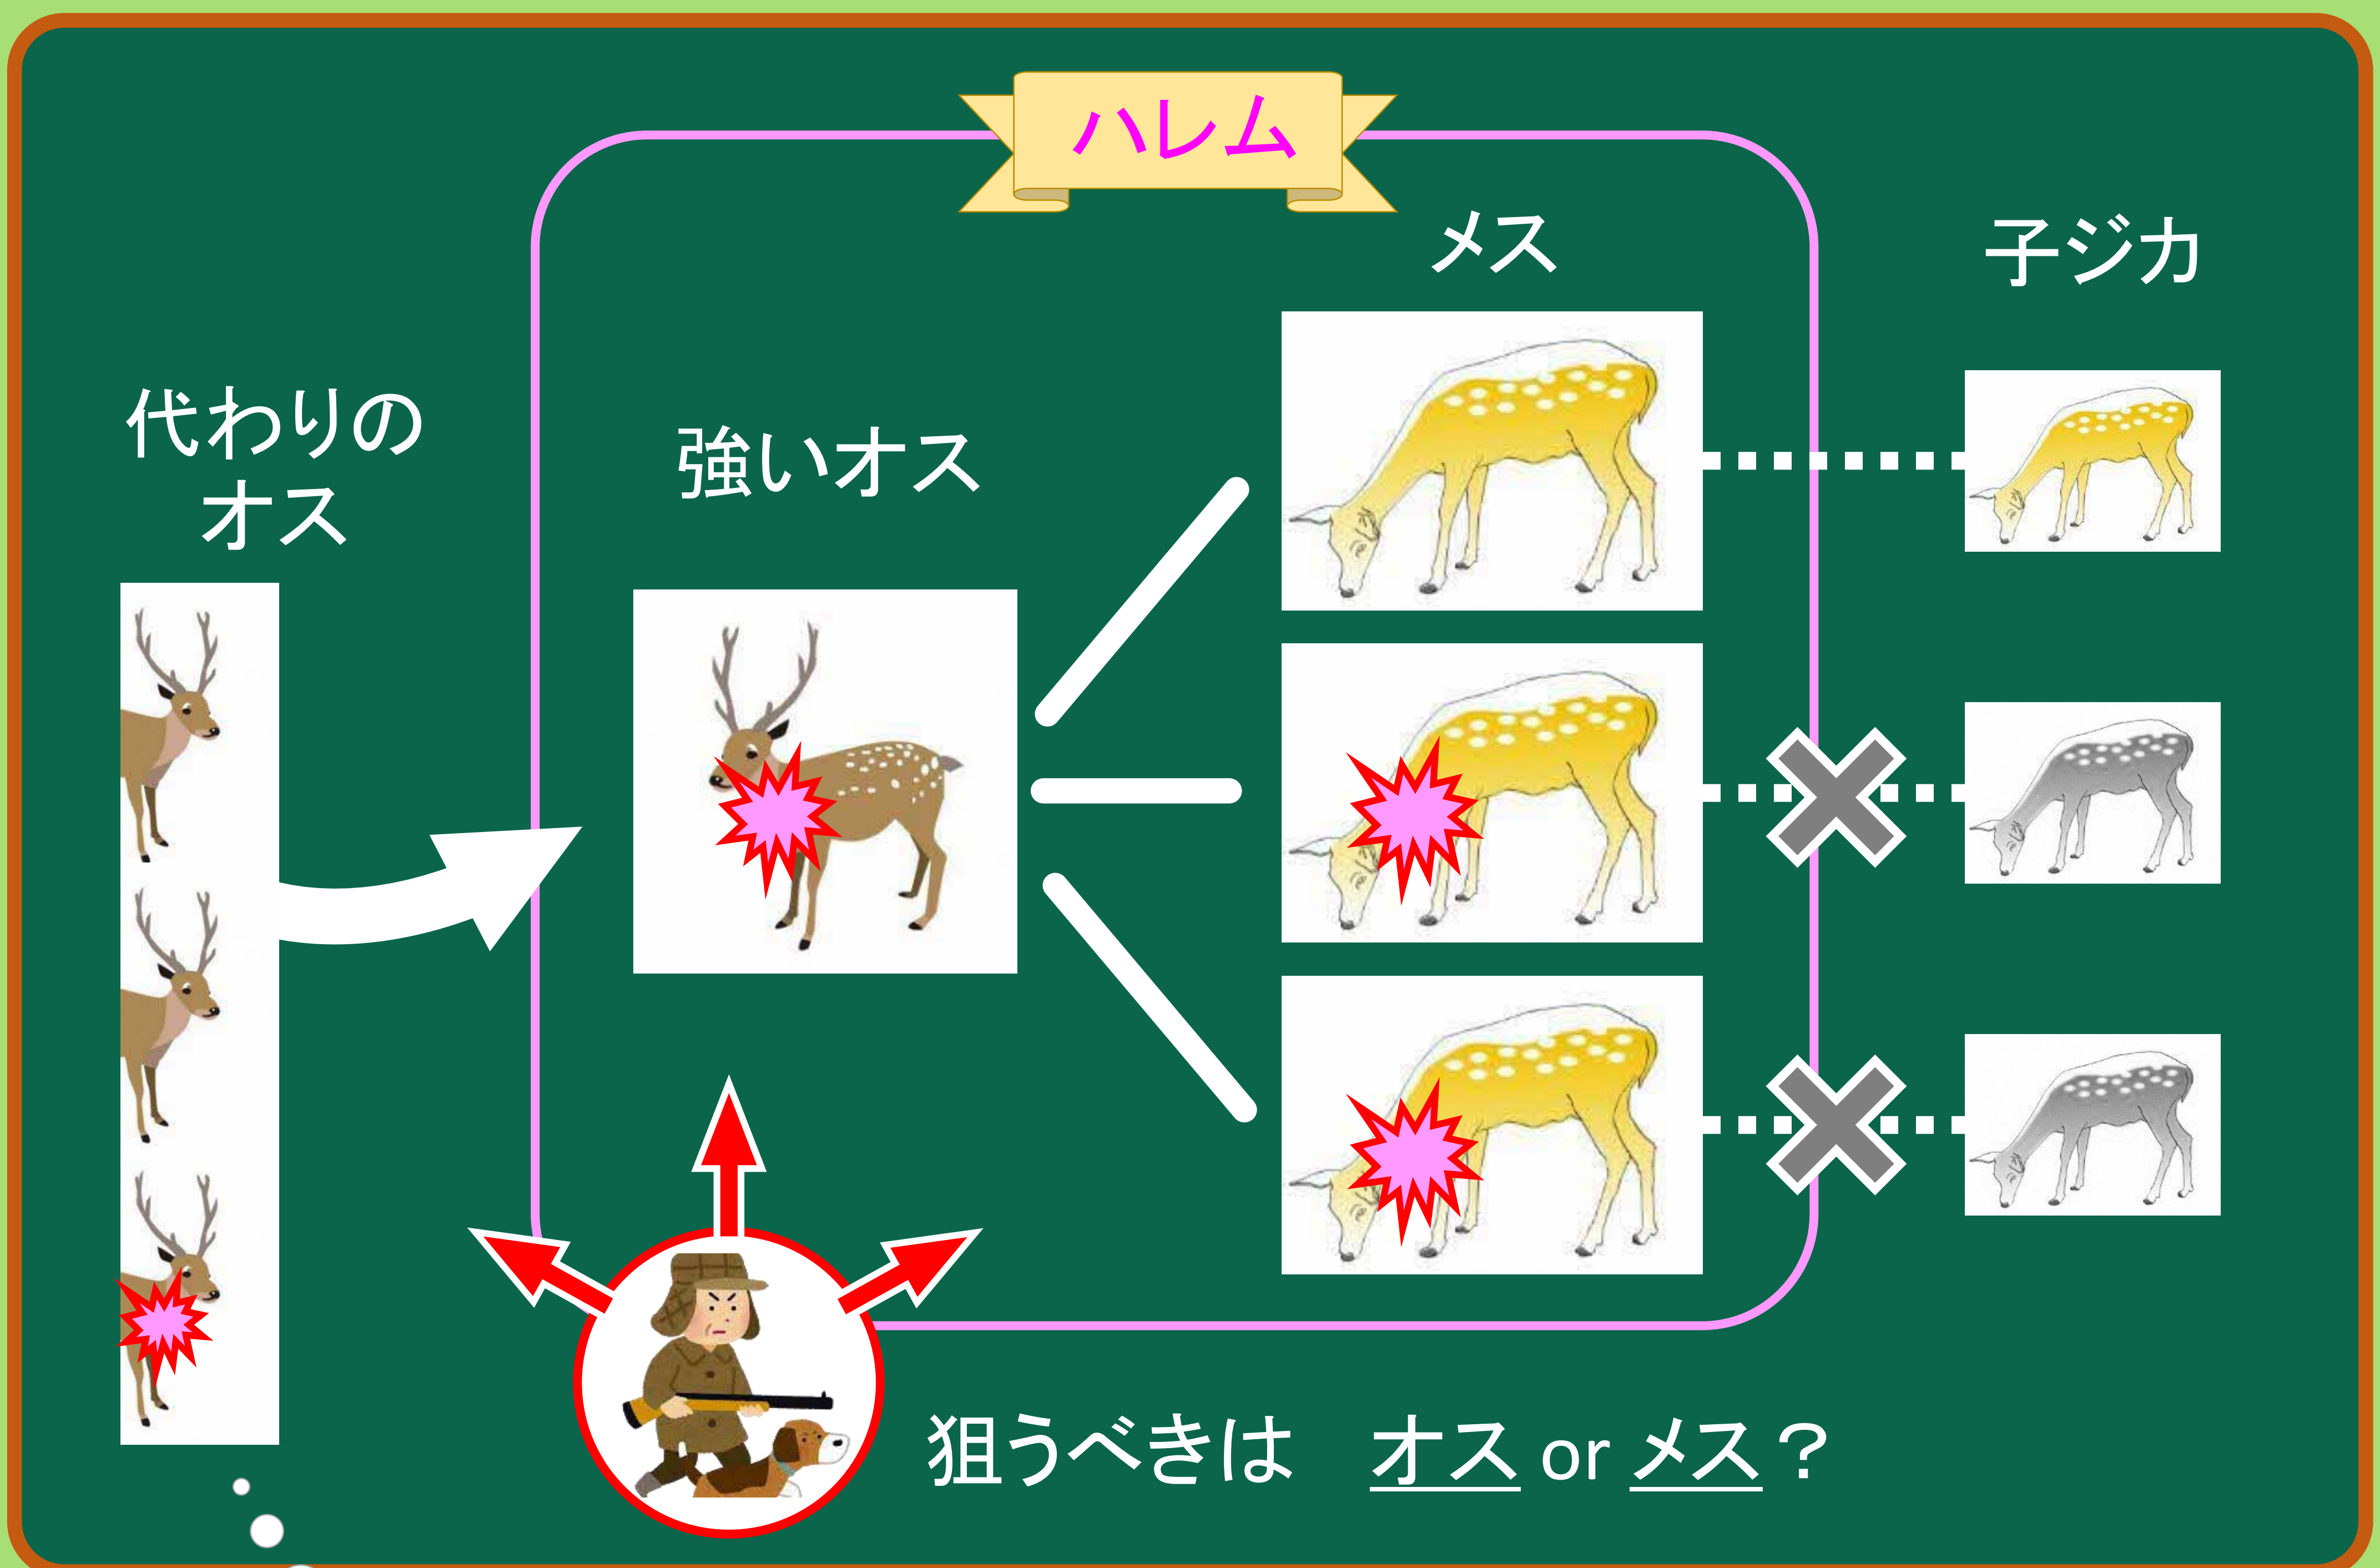 ハレム
メス
子ジカ
代わりの
オス
強いオス
狙うべきは　オス or メス？